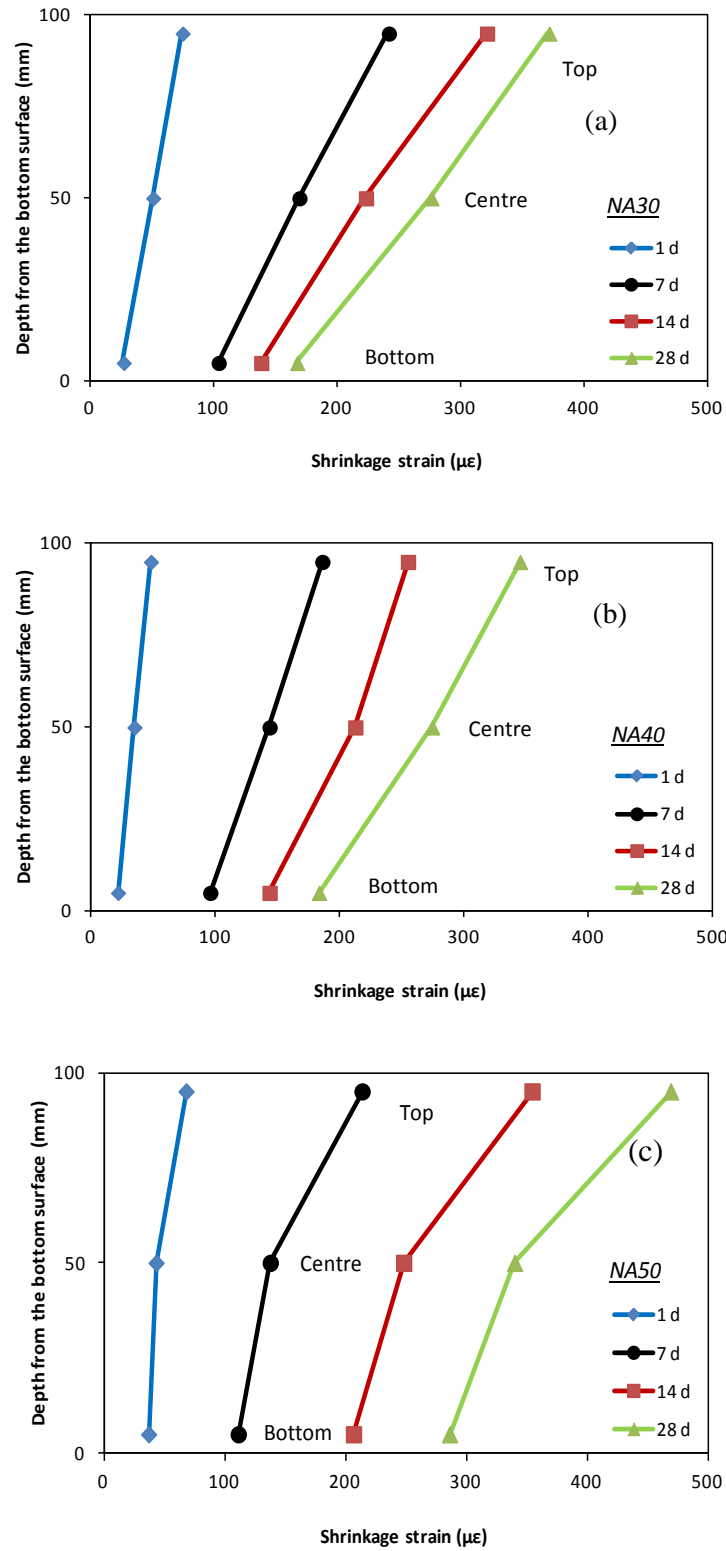 100
Top
(a)
Depth from the bottom surface (mm)
50
Centre
NA30
1 d
7 d
14 d
Bottom
28 d
0
0 100 200 300 400 500
Shrinkage strain (με)
100
Top
(b)
Depth from the bottom surface (mm)
50
Centre
NA40
1 d
7 d
14 d
Bottom
28 d
0
0 100 200 300 400 500
Shrinkage strain (με)
100
Top
(c)
Depth from the bottom surface (mm)
50
Centre
NA50
1 d
7 d
14 d
Bottom
28 d
0
0 100 200 300 400 500
Shrinkage strain (με)